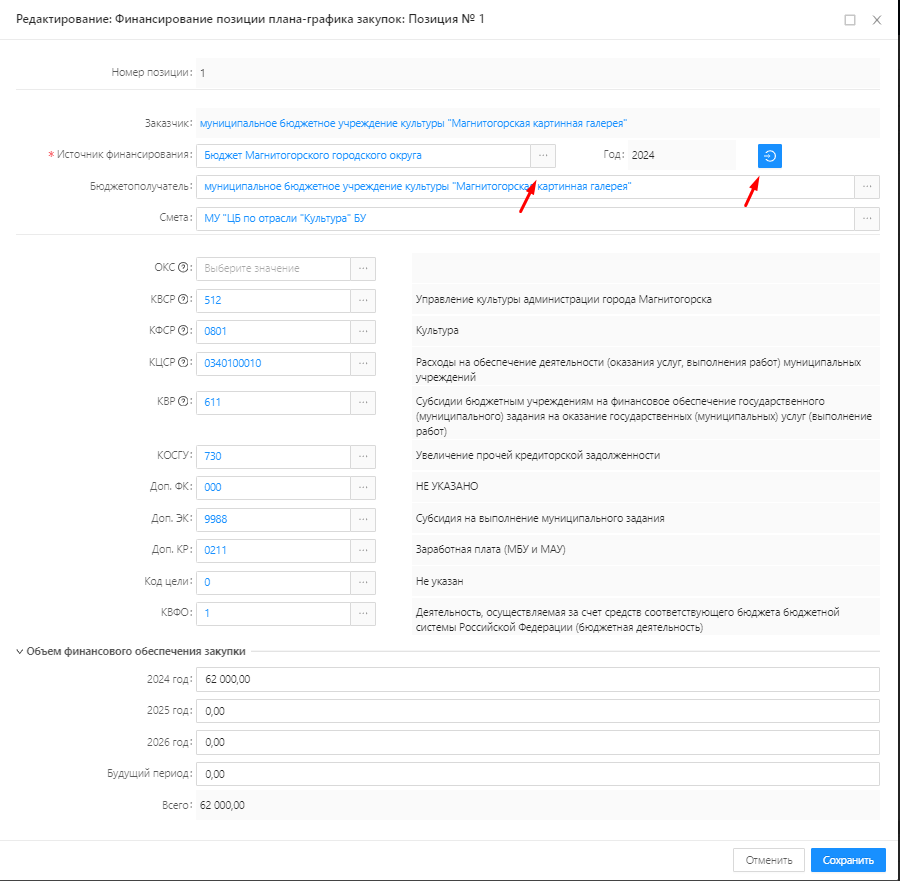 Редактирование: Финансирование позиции плана-графика закупок: Позиция № 1
Номер позиции: 1
Заказчик: муниципальное бюджетное учреждение культуры "Магнитогорская картинная галерея"
* Источник финансирования: Бюджет Магнитогорского городского округа ... Год: 2024
Бюджетополучатель: муниципальное бюджетное учреждение культуры "Магнитогорская картинная галерея" ...
Смета: МУ "ЦБ по отрасли "Культура" БУ ...
ОКС ?: Выберите значение ...
КВСР ?: 512 ... Управление культуры администрации города Магнитогорска
КФСР ?: 0801 ... Культура
КЦСР ?: 0340100010 ... Расходы на обеспечение деятельности (оказания услуг, выполнения работ) муниципальных
учреждений
КВР ?: 611 ... Субсидии бюджетным учреждениям на финансовое обеспечение государственного
(муниципального) задания на оказание государственных (муниципальных) услуг (выполнение
работ)
КОСГУ: 730 ... Увеличение прочей кредиторской задолженности
Доп. ФК: 000 ... НЕ УКАЗАНО
Доп. ЭК: 9988 ... Субсидия на выполнение муниципального задания
Доп. КР: 0211 ... Заработная плата (МБУ и МАУ)
Код цели: 0 ... Не указан
КВФО: 1 ... Деятельность, осуществляемая за счет средств соответствующего бюджета бюджетной
системы Российской Федерации (бюджетная деятельность)
Объем финансового обеспечения закупки
2024 год: 62 000,00
2025 год: 0,00
2026 год: 0,00
Будущий период: 0,00
Всего: 62 000,00
Отменить Сохранить